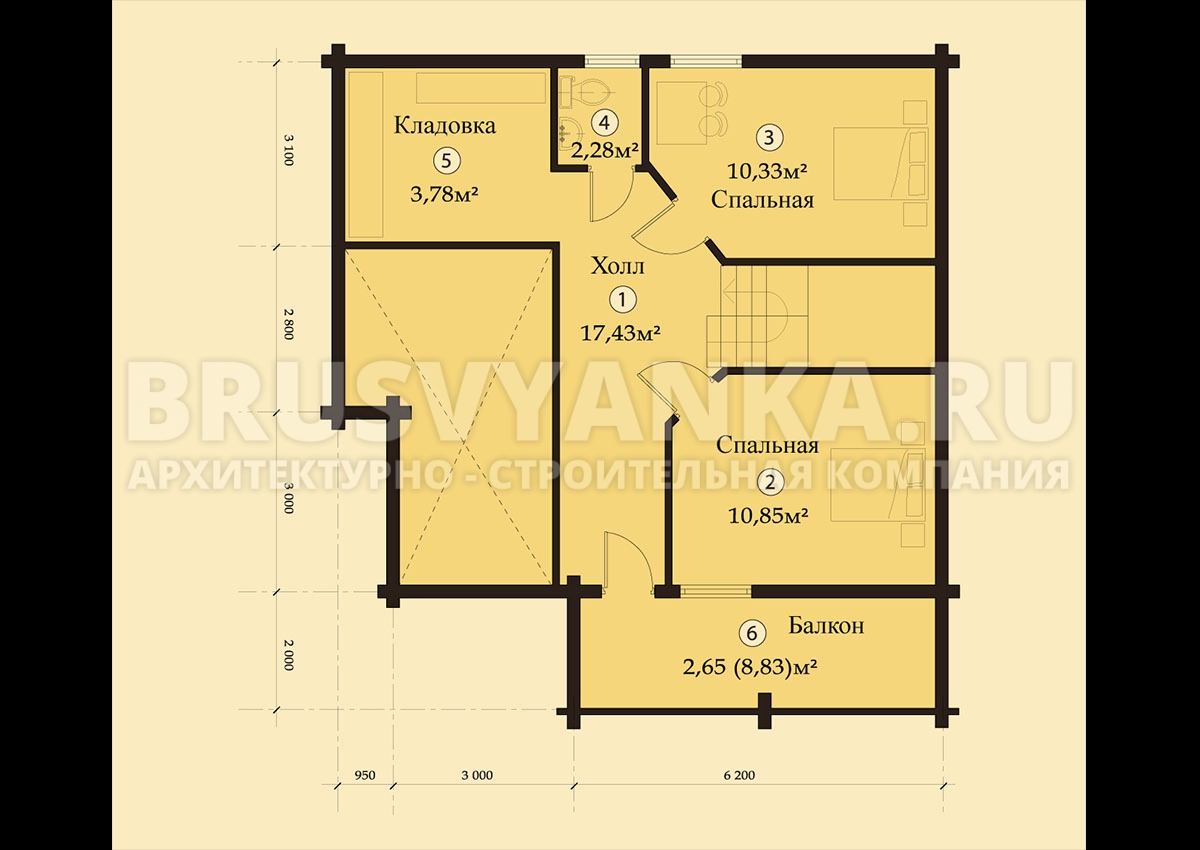 Кладовка
5
3,78м²
4
2,28м²
3
10,33м²
Спальная
Холл
1
17,43м²
BRUSVYANKA.RU
АРХИТЕКТУРНО - СТРОИТЕЛЬНАЯ КОМПАНИЯ
Спальная
2
10,85м²
6 Балкон
2,65 (8,83)м²
3 100
2 800
3 000
2 000
950 3 000 6 200